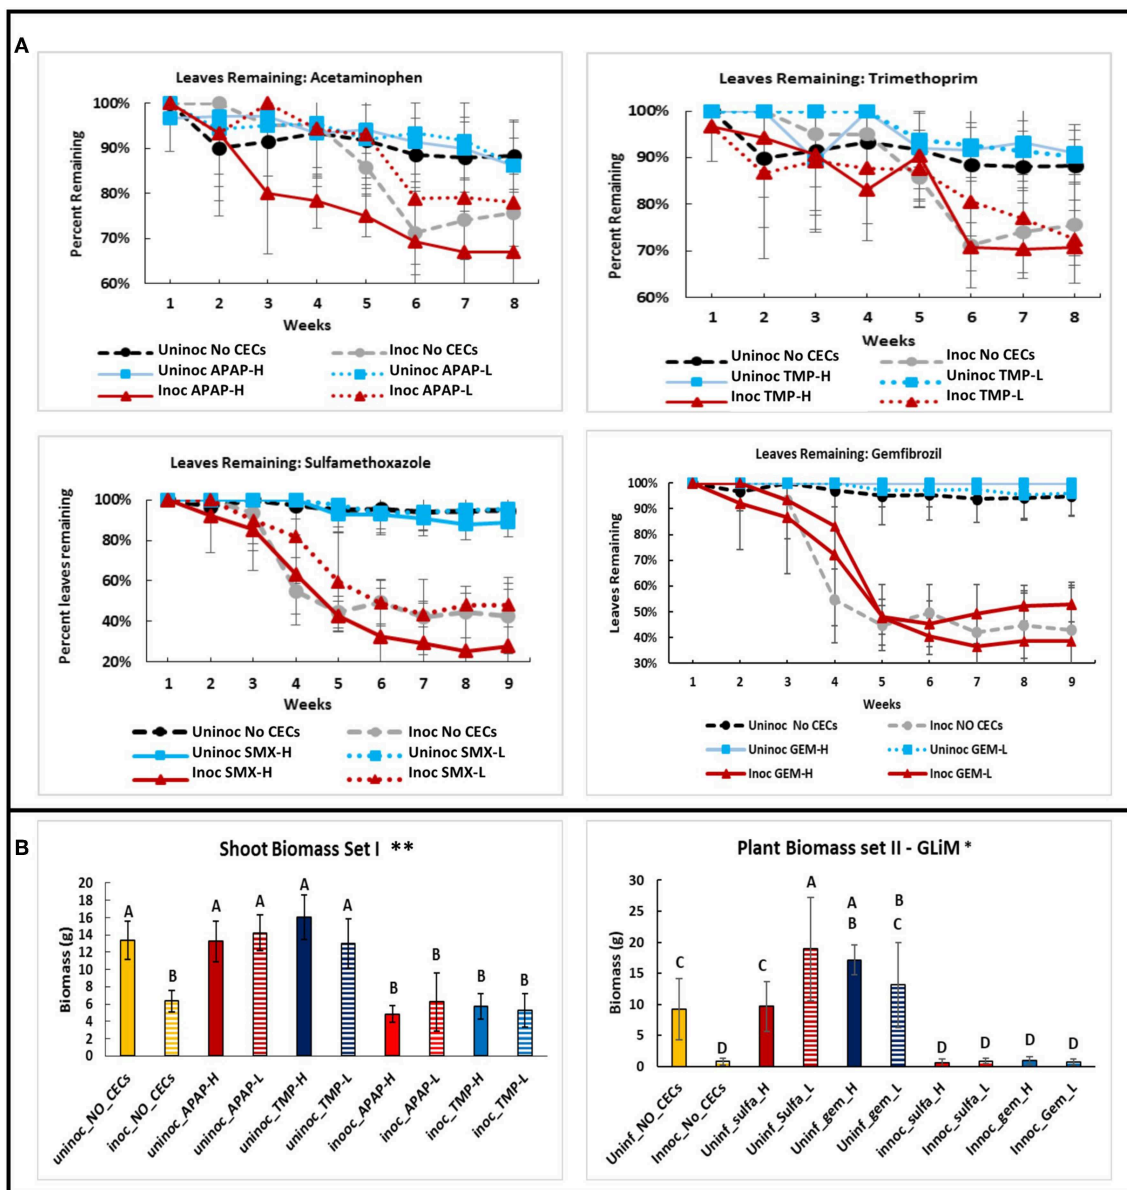 A
Leaves Remaining: Acetaminophen
Percent Remaining
100%
90%
80%
70%
60%
1 2 3 4 5 6 7 8
Weeks
Uninoc No CECs Inoc No CECs
Uninoc APAP-H Uninoc APAP-L
Inoc APAP-H Inoc APAP-L
Leaves Remaining: Trimethoprim
Percent Remaining
100%
90%
80%
70%
60%
1 2 3 4 5 6 7 8
Weeks
Uninoc No CECs Inoc No CECs
Uninoc TMP-H Uninoc TMP-L
Inoc TMP-H Inoc TMP-L
Leaves Remaining: Sulfamethoxazole
Percent leaves remaining
100%
80%
60%
40%
20%
1 2 3 4 5 6 7 8 9
Weeks
Uninoc No CECs Inoc No CECs
Uninoc SMX-H Uninoc SMX-L
Inoc SMX-H Inoc SMX-L
Leaves Remaining: Gemfibrozil
Leaves Remaining
100%
90%
80%
70%
60%
50%
40%
30%
1 2 3 4 5 6 7 8 9
Weeks
Uninoc No CECs Inoc NO CECs
Uninoc GEM-H Uninoc GEM-L
Inoc GEM-H Inoc GEM-L
B
Shoot Biomass Set I **
Biomass (g)
20
18
16
14
12
10
8
6
4
2
0
A B A A A A B B B B
uninoc_NO_CECs
inoc_NO_CECs
uninoc_APAP-H
uninoc_APAP-L
uninoc_TMP-H
uninoc_TMP-L
inooc_APAP-H
inoc_APAP-L
inoc_TMP-H
inoc_TMP-L
Plant Biomass set II - GLiM *
Biomass (g)
30
25
20
15
10
5
0
C D C A A B B C D D D D
Uninf_NO_CECs
Innoc_No_CECs
Uninf_sulfa_H
Uninf_Sulfa_L
Uninf_gem_H
Uninf_gem_L
innoc_sulfa_H
Innoc_sulfa_L
Innoc_gem_H
Innoc_Gem_L